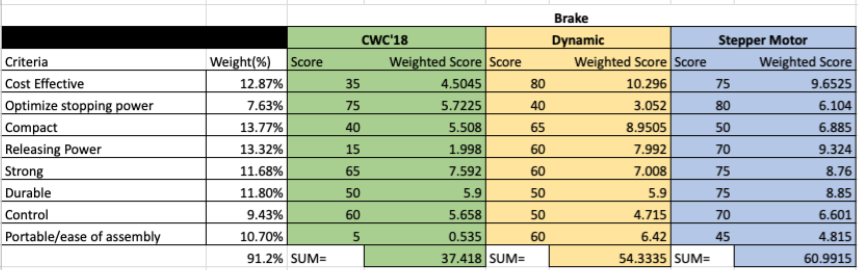 Brake
CWC'18 Dynamic Stepper Motor
Criteria Weight(%) Score Weighted Score Score Weighted Score Score Weighted Score
Cost Effective 12.87% 35 4.5045 80 10.296 75 9.6525
Optimize stopping power 7.63% 75 5.7225 40 3.052 80 6.104
Compact 13.77% 40 5.508 65 8.9505 50 6.885
Releasing Power 13.32% 15 1.998 60 7.992 70 9.324
Strong 11.68% 65 7.592 60 7.008 75 8.76
Durable 11.80% 50 5.9 50 5.9 75 8.85
Control 9.43% 60 5.658 50 4.715 70 6.601
Portable/ease of assembly 10.70% 5 0.535 60 6.42 45 4.815
91.2% SUM= 37.418 SUM= 54.3335 SUM= 60.9915